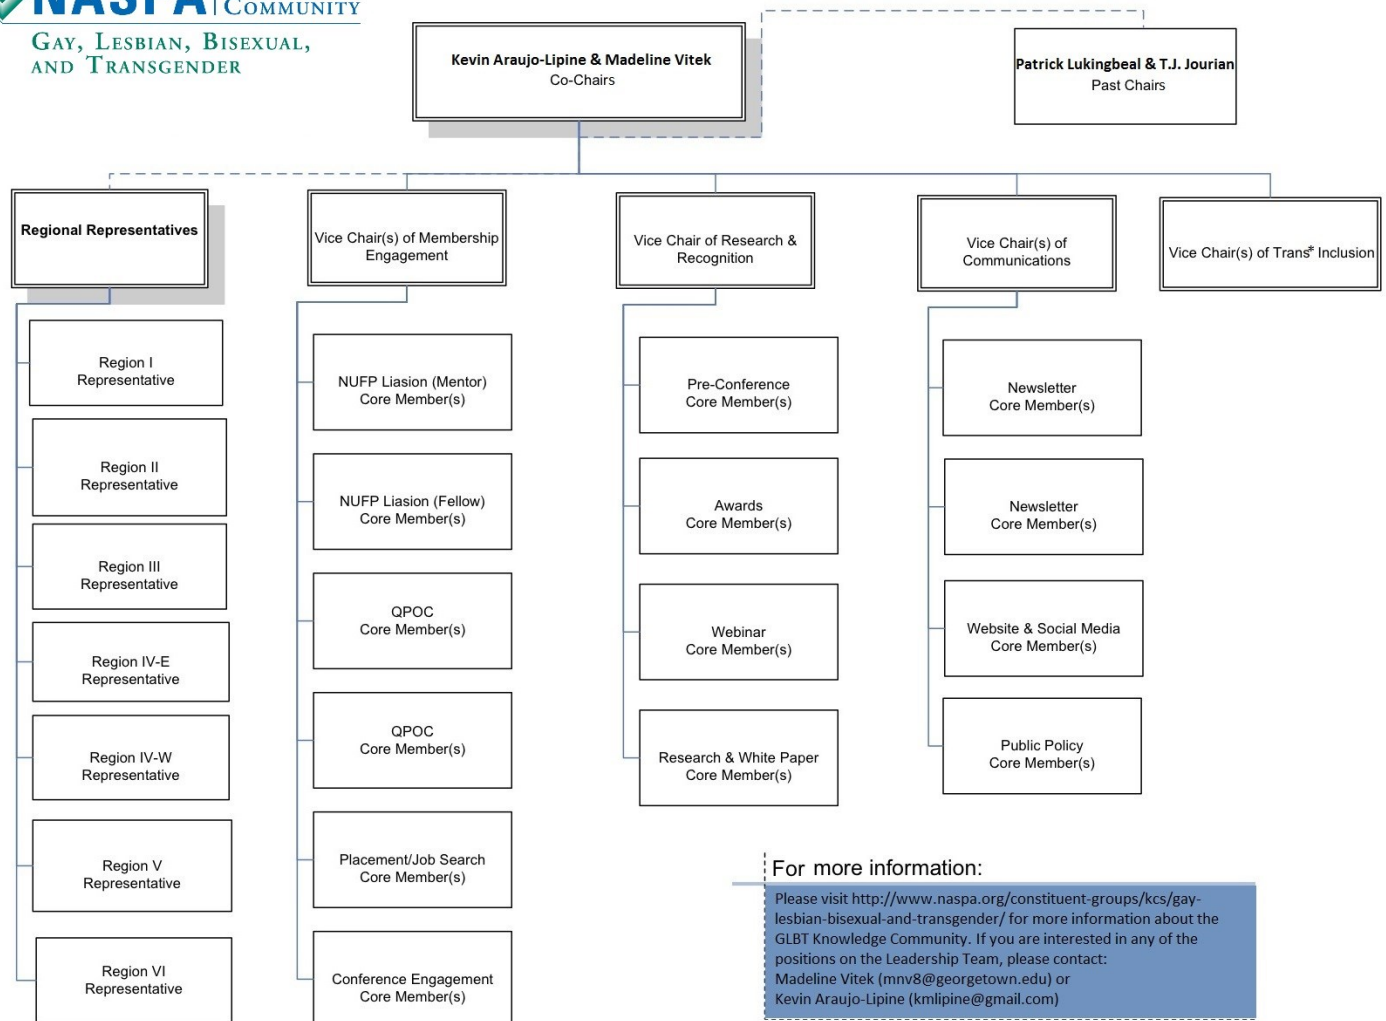 NASPA | COMMUNITY
GAY, LESBIAN, BISEXUAL,
AND TRANSGENDER
Kevin Araujo-Lipine & Madeline Vitek
Co-Chairs
Patrick Lukingbeal & T.J. Jourian
Past Chairs
Regional Representatives
Region I
Representative
Region II
Representative
Region III
Representative
Region IV-E
Representative
Region IV-W
Representative
Region V
Representative
Region VI
Representative
Vice Chair(s) of Membership
Engagement
NUFP Liasion (Mentor)
Core Member(s)
NUFP Liasion (Fellow)
Core Member(s)
QPOC
Core Member(s)
QPOC
Core Member(s)
Placement/Job Search
Core Member(s)
Conference Engagement
Core Member(s)
Vice Chair of Research &
Recognition
Pre-Conference
Core Member(s)
Awards
Core Member(s)
Webinar
Core Member(s)
Research & White Paper
Core Member(s)
Vice Chair(s) of
Communications
Newsletter
Core Member(s)
Newsletter
Core Member(s)
Website & Social Media
Core Member(s)
Public Policy
Core Member(s)
Vice Chair(s) of Trans* Inclusion
For more information:
Please visit http://www.naspa.org/constituent-groups/kcs/gay-
lesbian-bisexual-and-transgender/ for more information about the
GLBT Knowledge Community. If you are interested in any of the
positions on the Leadership Team, please contact:
Madeline Vitek (mnv8@georgetown.edu) or
Kevin Araujo-Lipine (kmlipine@gmail.com)